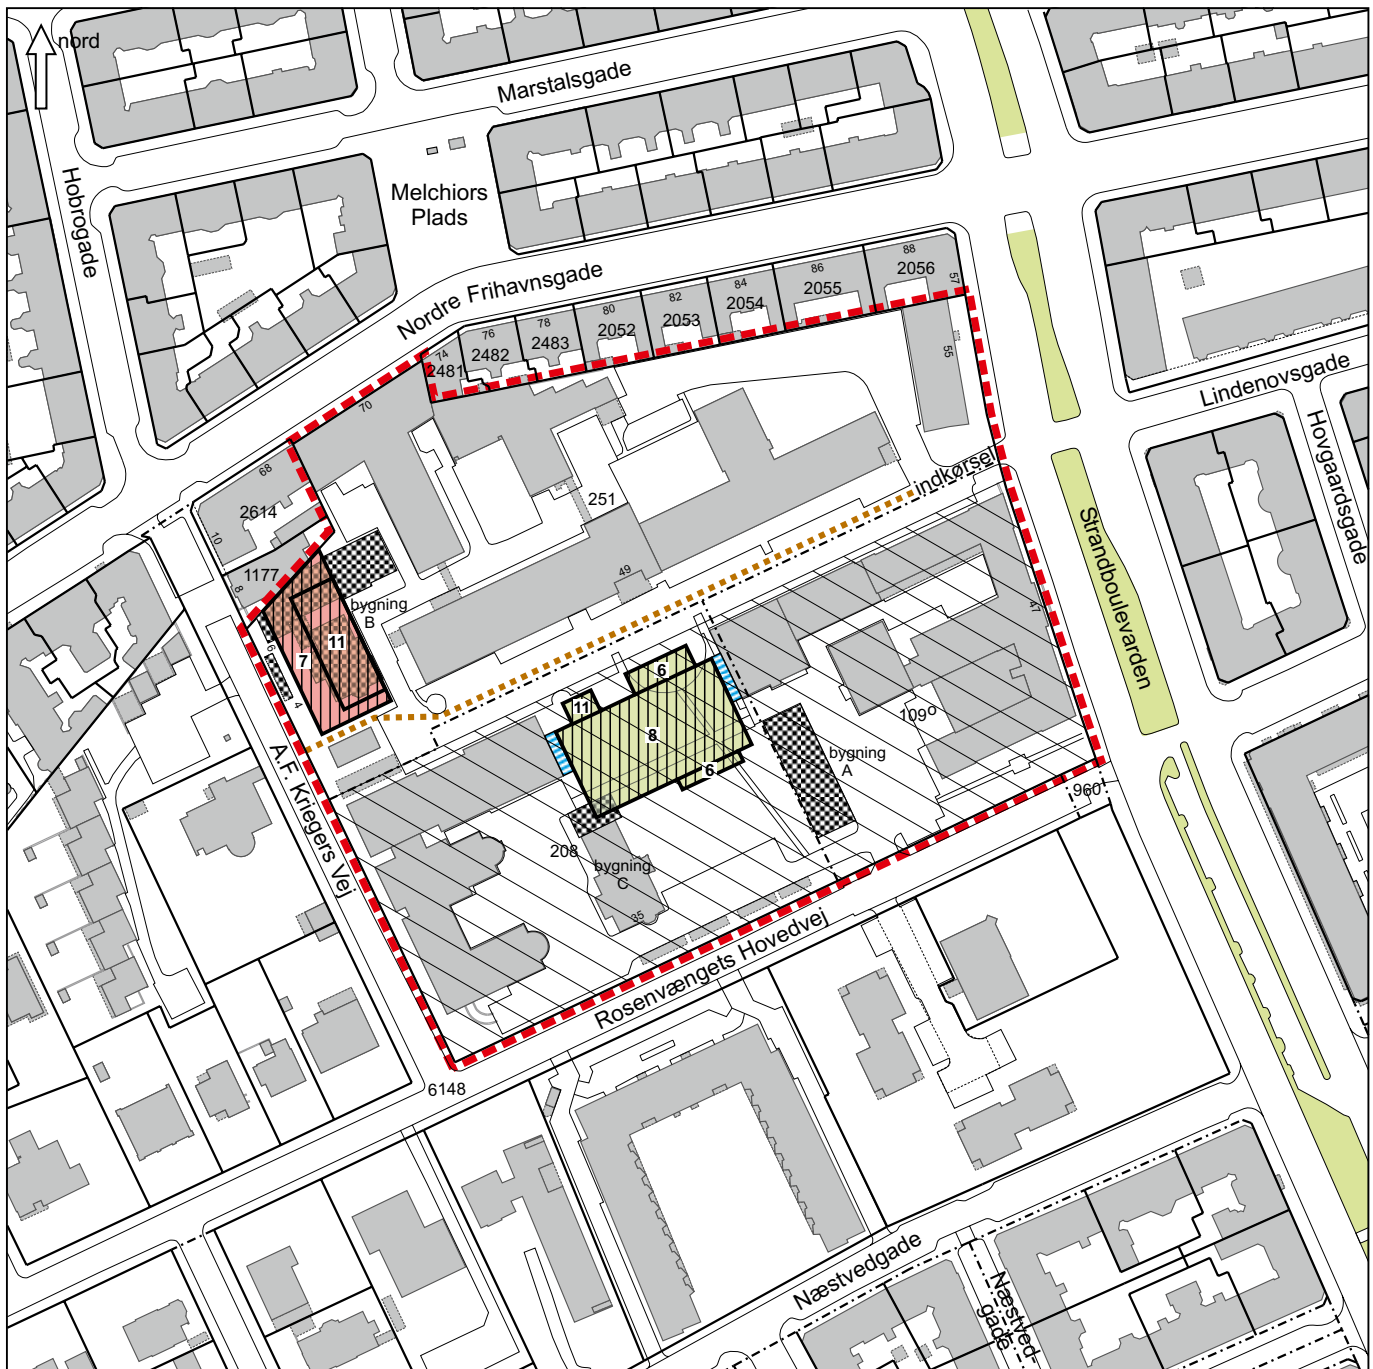 nord
Marstalsgade
Hobrogade
Melchiors
Plads
Nordre Frihavnsgade
88
2056
57
86
2055
84
2054
82
2053
80
2052
78
2483
76
2482
74
2481
70
68
2614
10
1177
8
6
4
55
Lindenovsgade
Hovgaardsgade
indkørsel
251
49
bygning
B
11
7
Strandboulevarden
47
6
11
8
6
109o
bygning
A
960
208
bygning
C
35
A.F. Kriegers Vej
Rosenvængets Hovedvej
6148
Næstvedgade
Næstved
gade